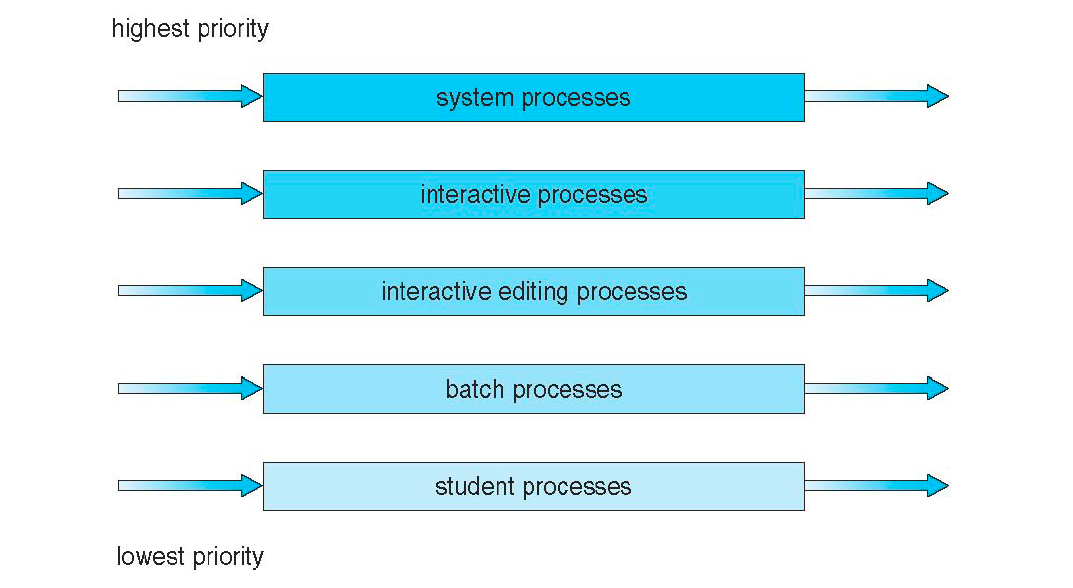 highest priority
system processes
interactive processes
interactive editing processes
batch processes
student processes
lowest priority